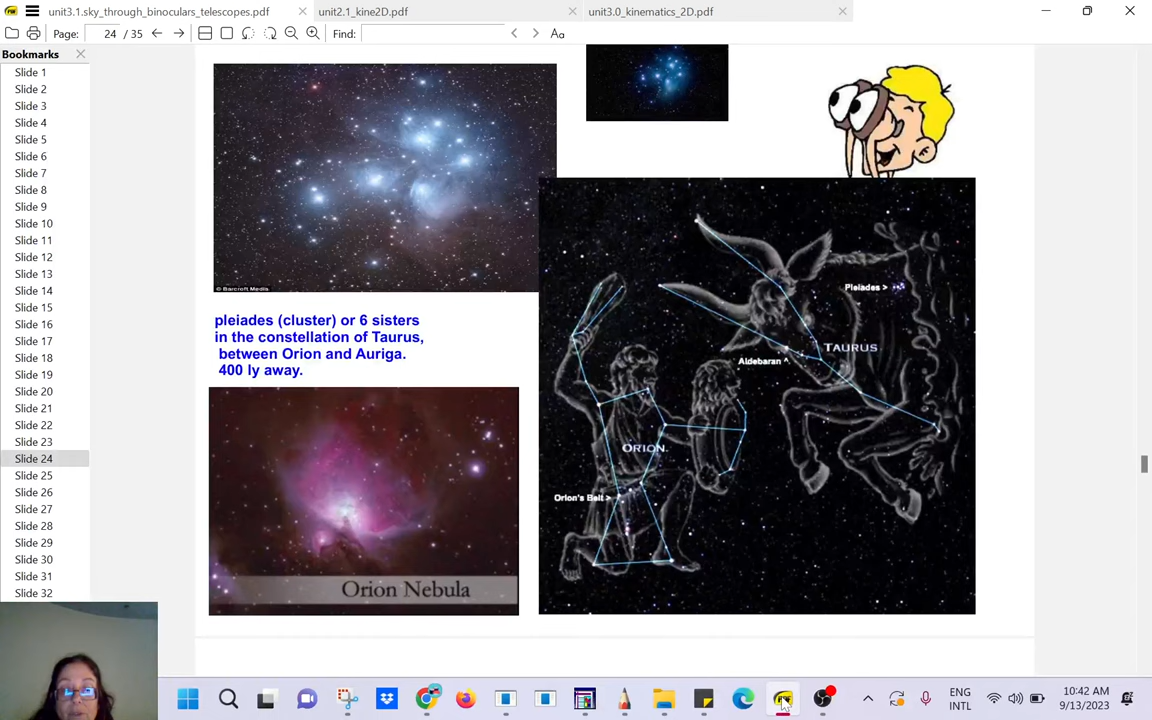 unit3.1.sky_through_binoculars_telescopes.pdf
unit2.1_kine2D.pdf
unit3.0_kinematics_2D.pdf
Page: 24 / 35
Find:
Aa
Bookmarks
Slide 1
Slide 2
Slide 3
Slide 4
Slide 5
Slide 6
Slide 7
Slide 8
Slide 9
Slide 10
Slide 11
Slide 12
Slide 13
Slide 14
Slide 15
Slide 16
Slide 17
Slide 18
Slide 19
Slide 20
Slide 21
Slide 22
Slide 23
Slide 24
Slide 25
Slide 26
Slide 27
Slide 28
Slide 29
Slide 30
Slide 31
Slide 32
© Barcroft Media
pleiades (cluster) or 6 sisters
in the constellation of Taurus,
between Orion and Auriga.
400 ly away.
Orion Nebula
Pleiades >
TAURUS
Aldebaran ^
ORION
Orion's Belt >
ENG
INTL
10:42 AM
9/13/2023